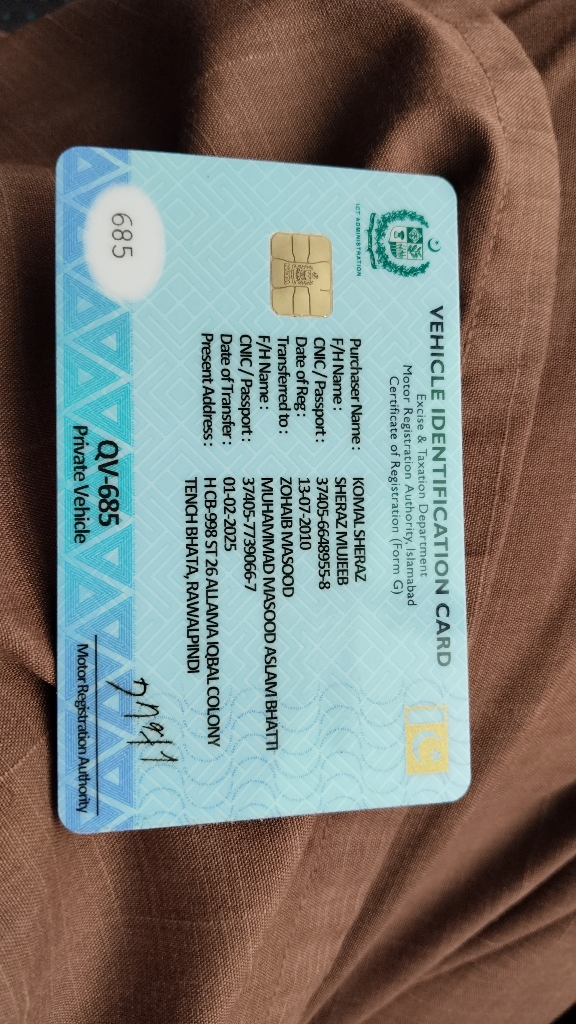 VEHICLE IDENTIFICATION CARD
Excise & Taxation Department
Motor Registration Authority, Islamabad
Certificate of Registration (Form G)
ICT ADMINISTRATION
Purchaser Name : KOMAL SHERAZ
F/H Name : SHERAZ MUJEEB
CNIC / Passport : 37405-6648955-8
Date of Reg : 13-07-2010
Transferred to : ZOHAIB MASOOD
F/H Name : MUHAMMAD MASOOD ASLAM BHATTI
CNIC / Passport : 37405-7739066-7
Date of Transfer : 01-02-2025
Present Address : H CB-998 ST 26 ALLAMA IQBAL COLONY
TENCH BHATA, RAWALPINDI
685
QV-685
Private Vehicle
Motor Registration Authority